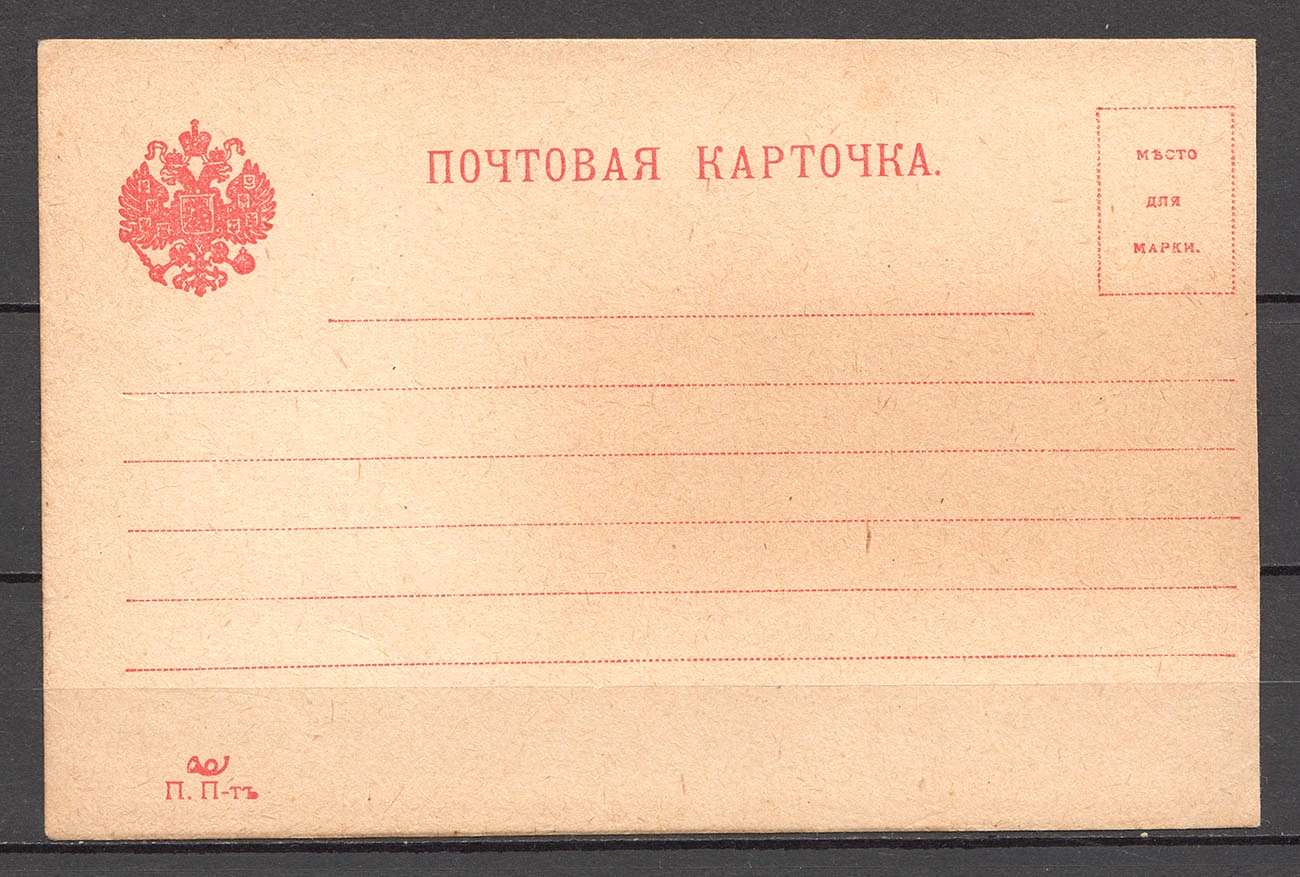 ПОЧТОВАЯ КАРТОЧКА.
МѢСТО
ДЛЯ
МАРКИ.
П. П-тъ